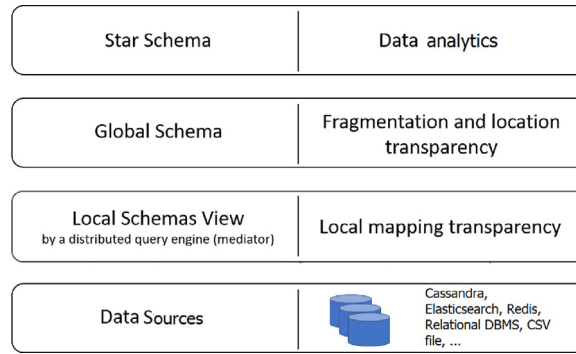 Star Schema
Data analytics
Global Schema
Fragmentation and location
transparency
Local Schemas View
by a distributed query engine (mediator)
Local mapping transparency
Data Sources
Cassandra,
Elasticsearch, Redis,
Relational DBMS, CSV
file, ...